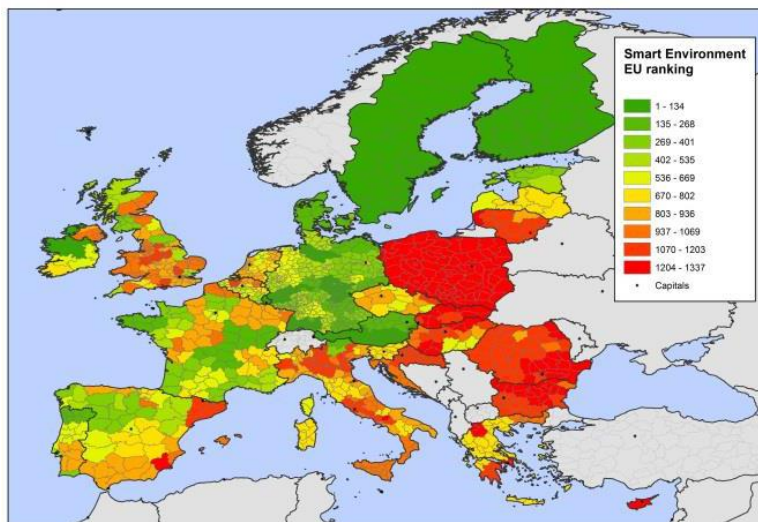 Smart Environment
EU ranking
1 - 134
135 - 268
269 - 401
402 - 535
536 - 669
670 - 802
803 - 936
937 - 1069
1070 - 1203
1204 - 1337
Capitals